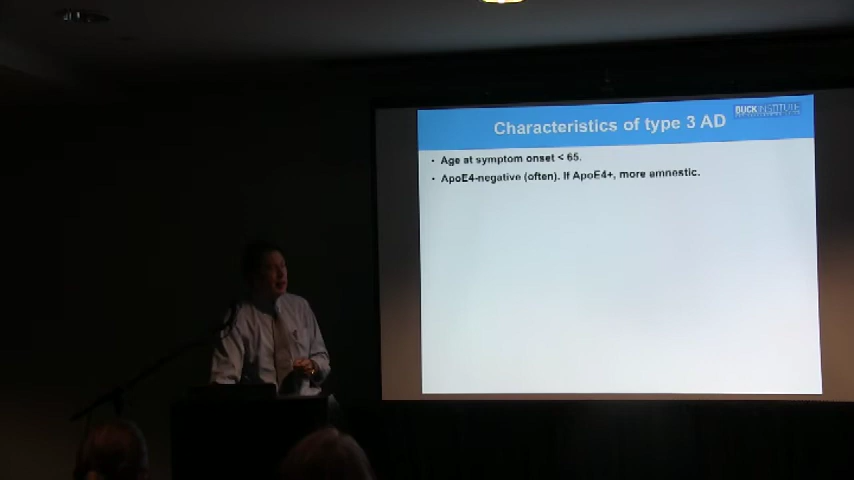 BUCK INSTITUTE
Characteristics of type 3 AD
• Age at symptom onset < 65.
• ApoE4-negative (often). If ApoE4+, more amnestic.